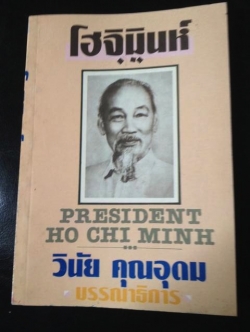 โฮจิมินห์
PRESIDENT
HO CHI MINH
วินัย คุณอุดม
บรรณาธิการ